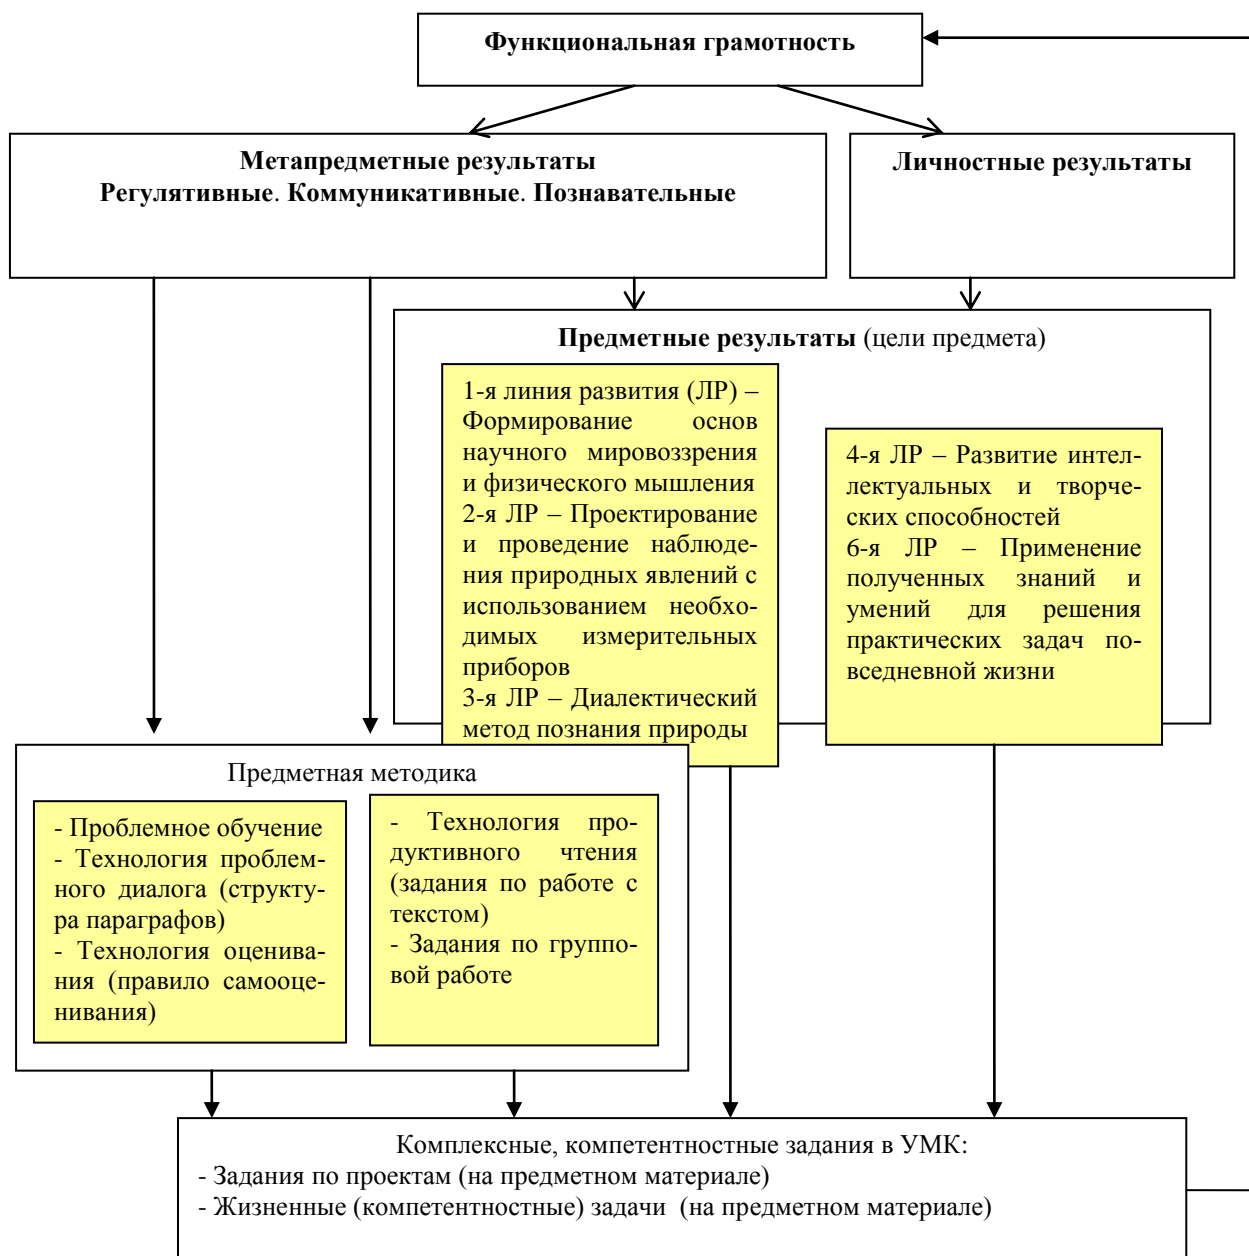 Функциональная грамотность
Метапредметные результаты
Регулятивные. Коммуникативные. Познавательные
Личностные результаты
Предметные результаты (цели предмета)
1-я линия развития (ЛР) –
Формирование основ
научного мировоззрения
и физического мышления
2-я ЛР – Проектирование
и проведение наблюде-
ния природных явлений с
использованием необхо-
димых измерительных
приборов
3-я ЛР – Диалектический
метод познания природы
4-я ЛР – Развитие интел-
лектуальных и творче-
ских способностей
6-я ЛР – Применение
полученных знаний и
умений для решения
практических задач по-
вседневной жизни
Предметная методика
- Проблемное обучение
- Технология проблем-
ного диалога (структу-
ра параграфов)
- Технология оценива-
ния (правило самооце-
нивания)
- Технология про-
дуктивного чтения
(задания по работе с
текстом)
- Задания по группо-
вой работе
Комплексные, компетентностные задания в УМК:
- Задания по проектам (на предметном материале)
- Жизненные (компетентностные) задачи (на предметном материале)